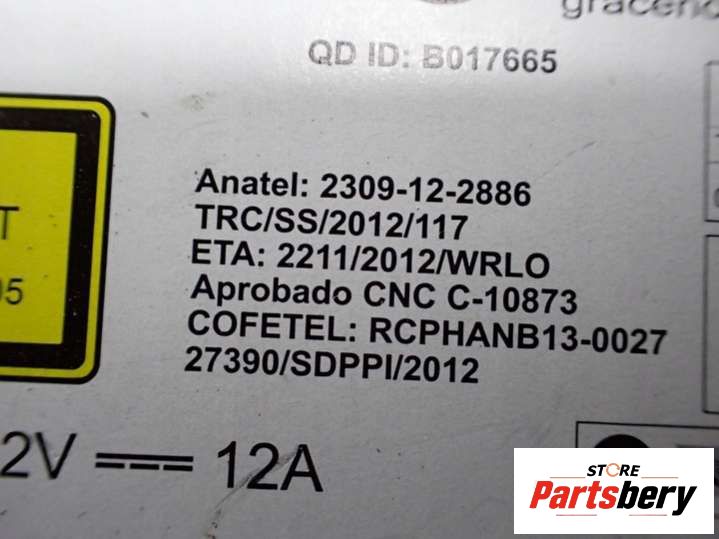 QD ID: B017665
Anatel: 2309-12-2886
TRC/SS/2012/117
ETA: 2211/2012/WRLO
Aprobado CNC C-10873
COFETEL: RCPHANB13-0027
27390/SDPPI/2012
2V 12A
STORE
Partsbery